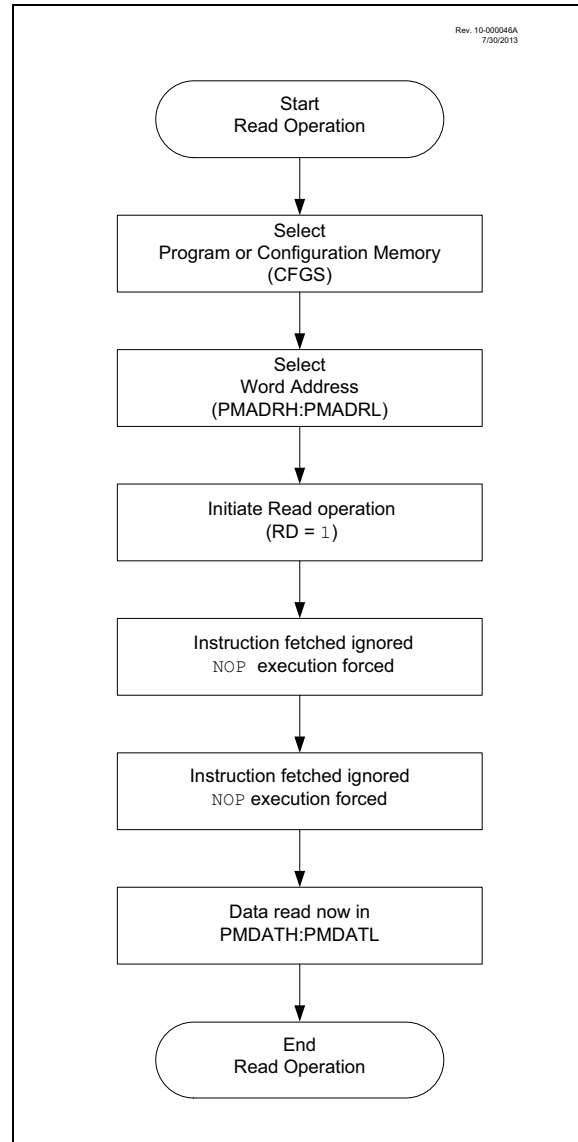 Rev. 10-000046A
7/30/2013
Start
Read Operation
Select
Program or Configuration Memory
(CFGS)
Select
Word Address
(PMADRH:PMADRL)
Initiate Read operation
(RD = 1)
Instruction fetched ignored
NOP execution forced
Instruction fetched ignored
NOP execution forced
Data read now in
PMDATH:PMDATL
End
Read Operation